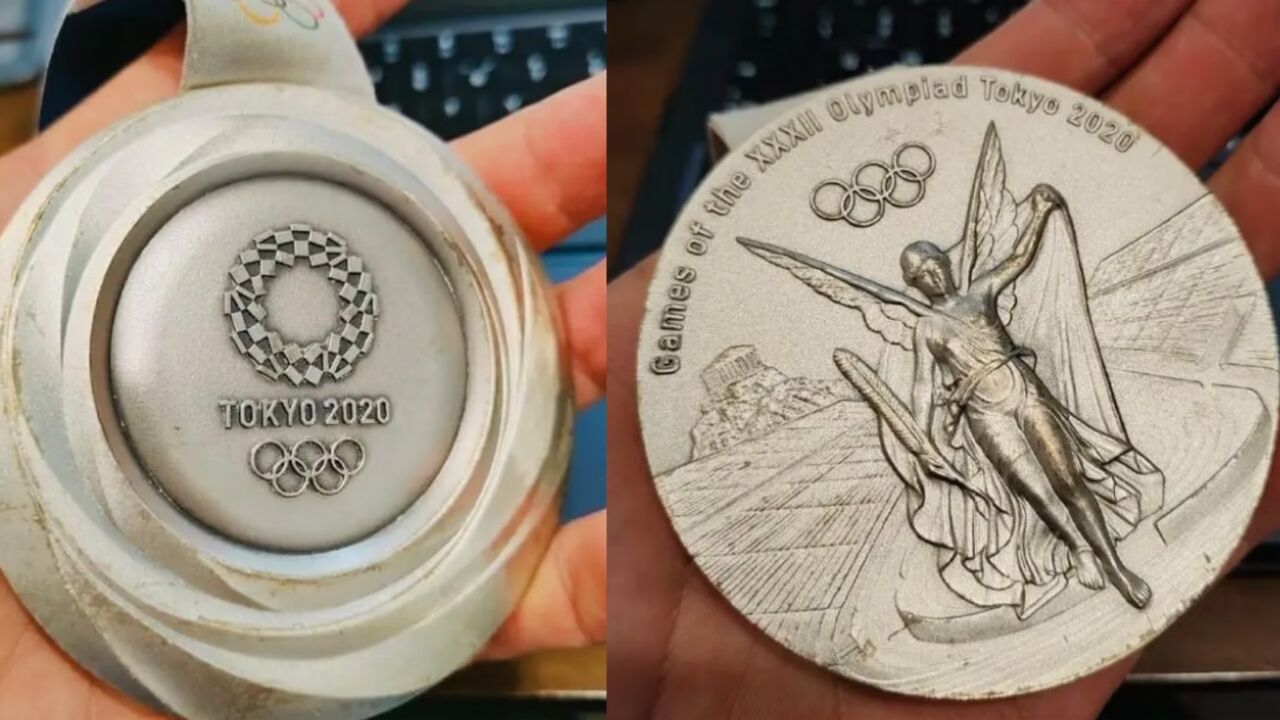 TOKYO 2020
Games of the XXXII Olympiad Tokyo 2020